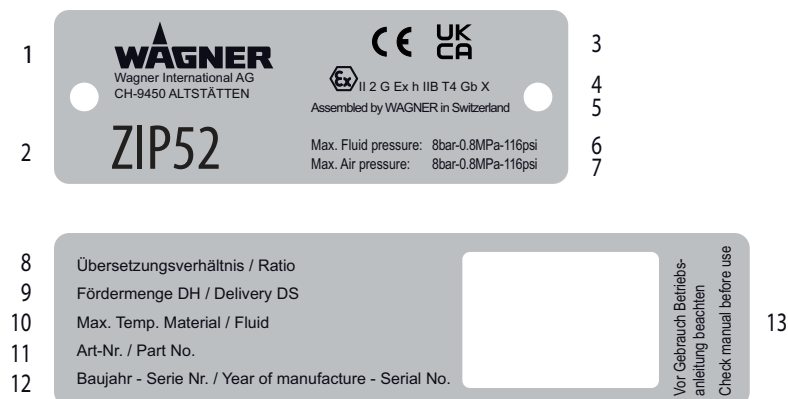 1
WAGNER
Wagner International AG
CH-9450 ALTSTÄTTEN
CE UK CA
3
Ex II 2 G Ex h IIB T4 Gb X
4
Assembled by WAGNER in Switzerland
5
2
ZIP52
Max. Fluid pressure: 8bar-0.8MPa-116psi
6
Max. Air pressure: 8bar-0.8MPa-116psi
7
8
Übersetzungsverhältnis / Ratio
9
Fördermenge DH / Delivery DS
10
Max. Temp. Material / Fluid
11
Art-Nr. / Part No.
12
Baujahr - Serie Nr. / Year of manufacture - Serial No.
Vor Gebrauch Betriebs-
anleitung beachten
Check manual before use
13